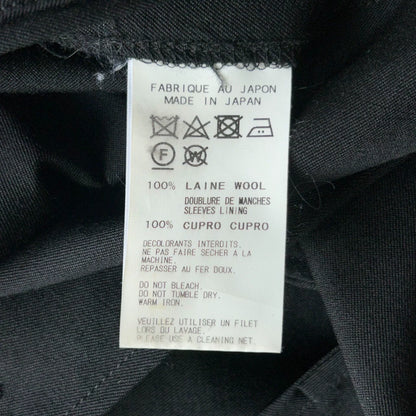 FABRIQUE AU JAPON
MADE IN JAPAN
F W
100% LAINE WOOL
DOUBLURE DE MANCHES
SLEEVES LINING
100% CUPRO CUPRO
DECOLORANTS INTERDITS.
NE PAS FAIRE SECHER A LA
MACHINE.
REPASSER AU FER DOUX.
DO NOT BLEACH.
DO NOT TUMBLE DRY.
WARM IRON.
VEUILLEZ UTILISER UN FILET
LORS DU LAVAGE.
PLEASE USE A CLEANING NET.